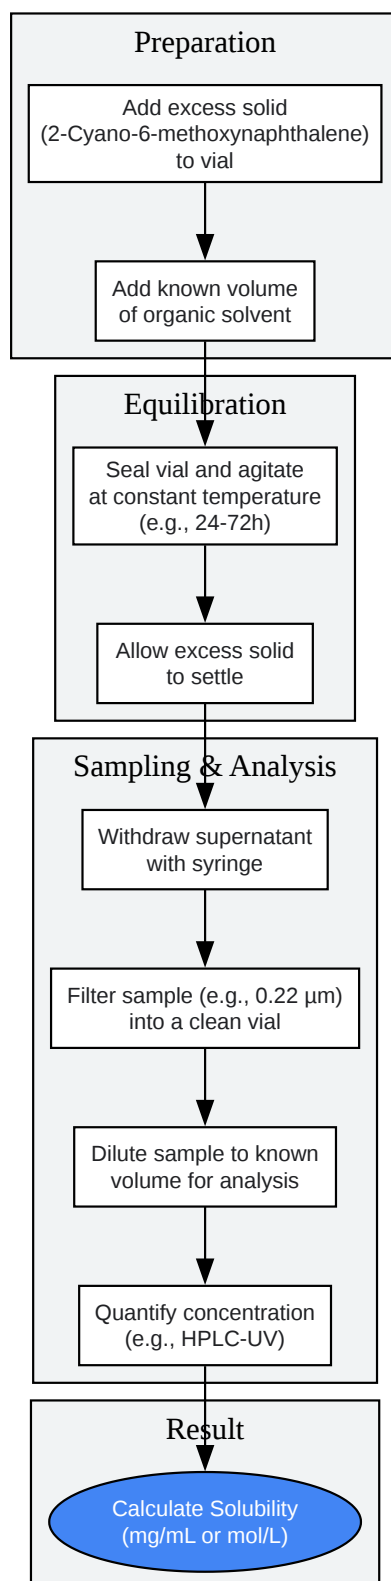 Preparation
Add excess solid
(2-Cyano-6-methoxynaphthalene)
to vial
Add known volume
of organic solvent
Equilibration
Seal vial and agitate
at constant temperature
(e.g., 24-72h)
Allow excess solid
to settle
Sampling & Analysis
Withdraw supernatant
with syringe
Filter sample (e.g., 0.22 µm)
into a clean vial
Dilute sample to known
volume for analysis
Quantify concentration
(e.g., HPLC-UV)
Result
Calculate Solubility
(mg/mL or mol/L)